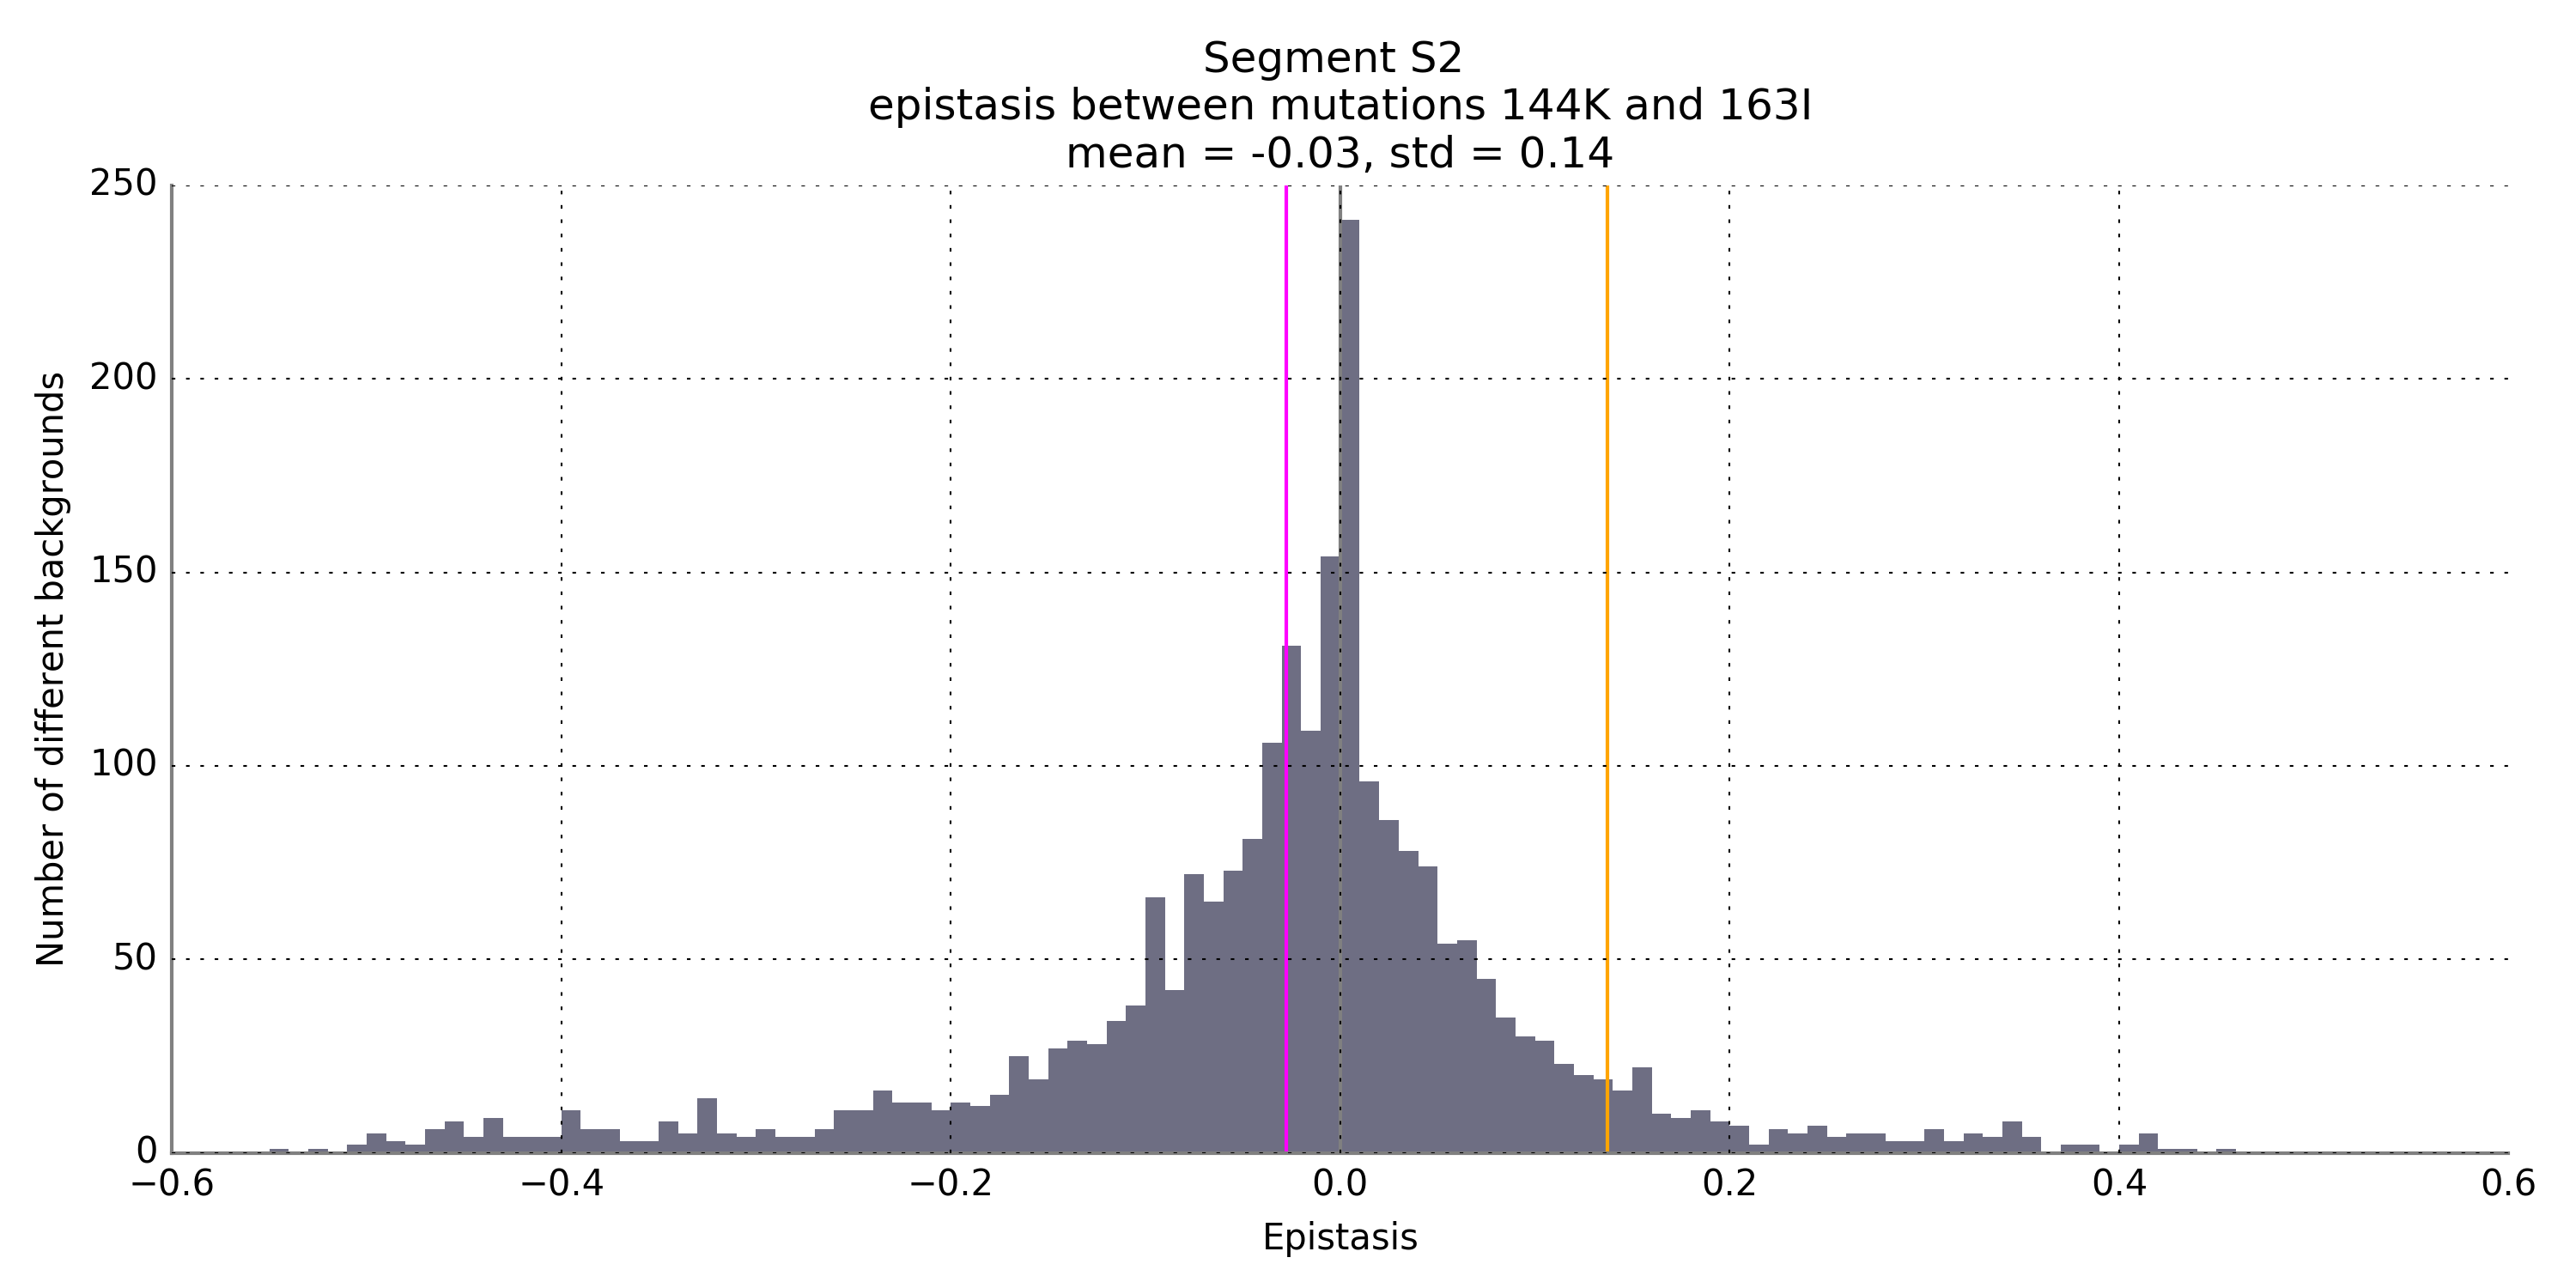 Segment S2
epistasis between mutations 144K and 163I
mean = -0.03, std = 0.14
250
200
150
100
50
0
Number of different backgrounds
−0.6 −0.4 −0.2 0.0 0.2 0.4 0.6
Epistasis